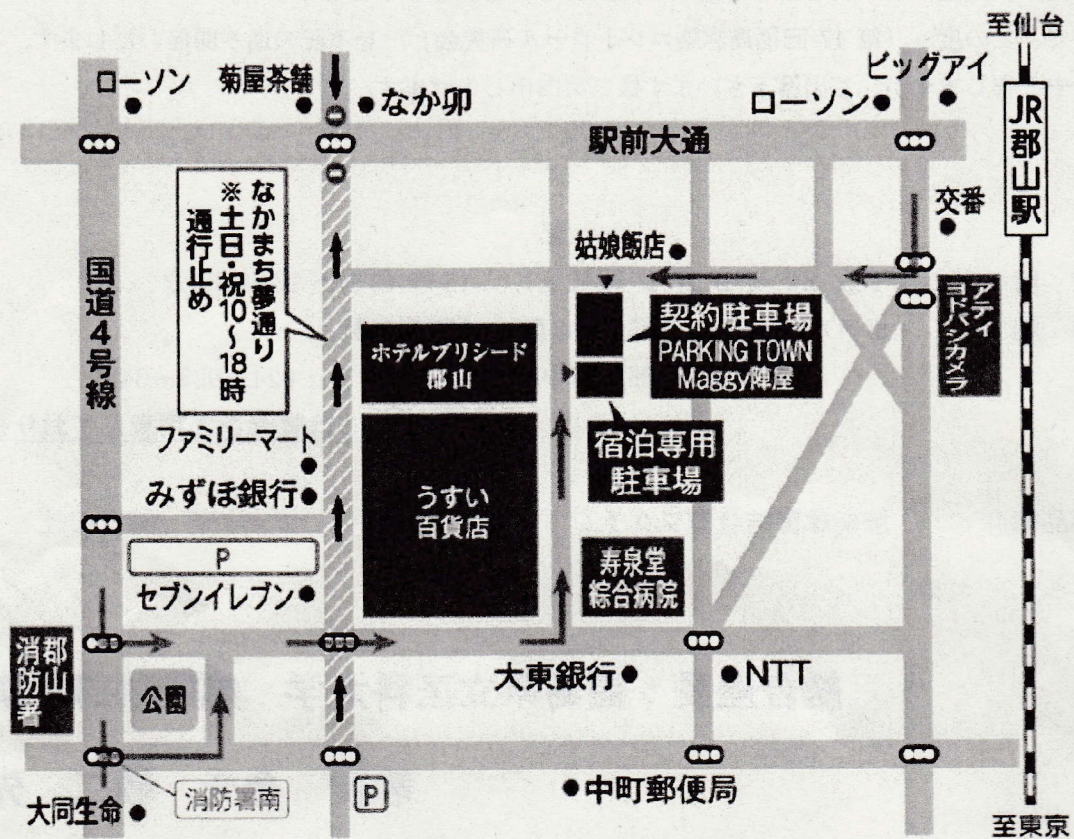 至仙台
ビッグアイ
ローソン
菊屋茶舗
なか卯
ローソン
JR郡山駅
駅前大通
交番
なかまち夢通り
※土日・祝10～18時
通行止め
姑娘飯店
国道4号線
アティ
ヨドバシカメラ
契約駐車場
PARKING TOWN
Maggy陣屋
ホテルプリシード
郡山
宿泊専用
駐車場
ファミリーマート
みずほ銀行
うすい
百貨店
P
セブンイレブン
寿泉堂
綜合病院
郡山
消防署
公園
大東銀行
NTT
消防署南
P
中町郵便局
大同生命
至東京